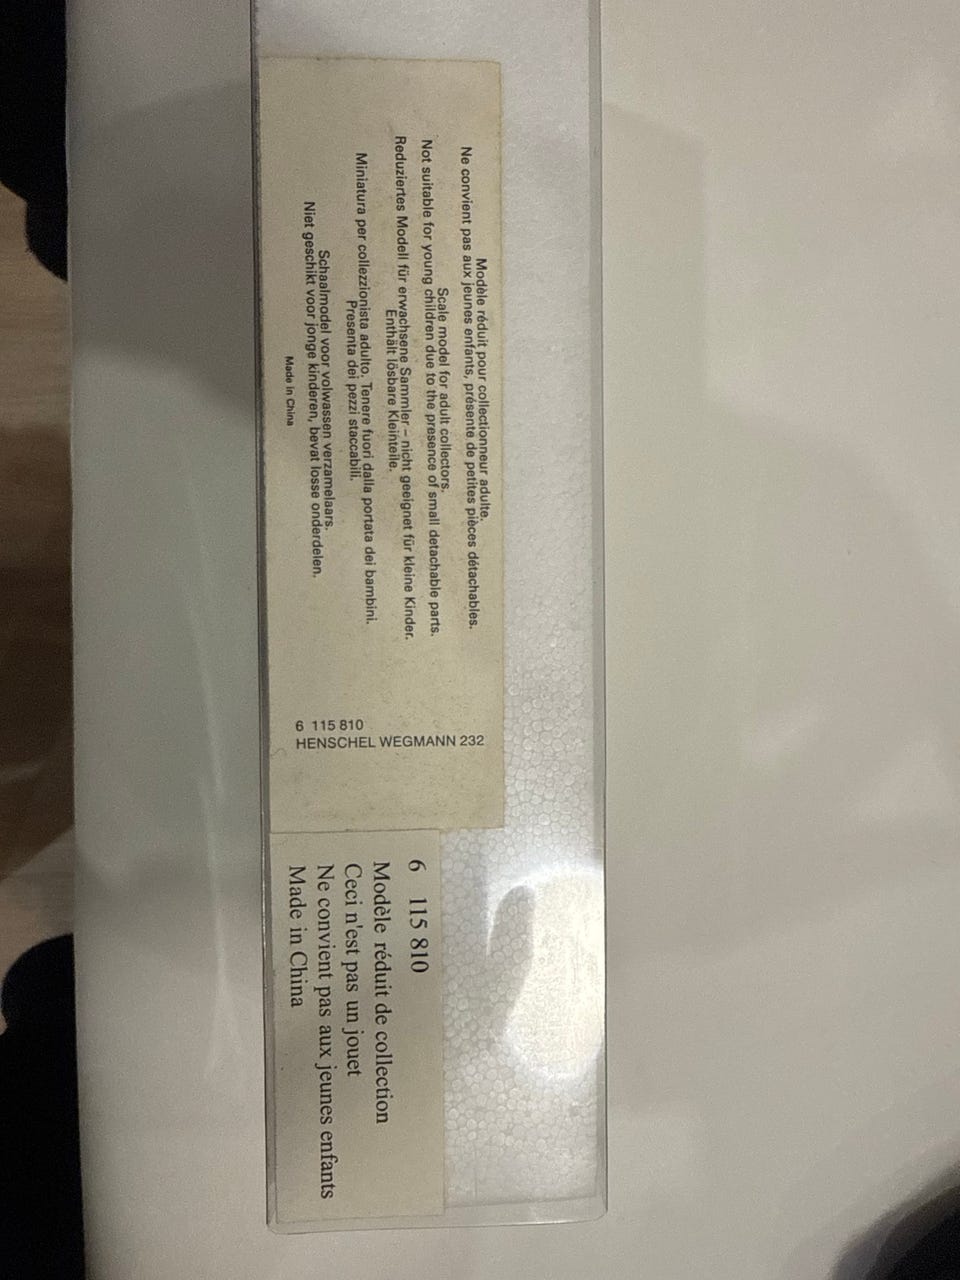 Modèle réduit pour collectionneur adulte.
Ne convient pas aux jeunes enfants, présente de petites pièces détachables.
Scale model for adult collectors.
Not suitable for young children due to the presence of small detachable parts.
Reduziertes Modell für erwachsene Sammler – nicht geeignet für kleine Kinder.
Enthält lösbare Kleinteile.
Miniatura per collezzionista adulto. Tenere fuori dalla portata dei bambini.
Presenta dei pezzi staccabili.
Schaalmodel voor volwassen verzamelaars.
Niet geschikt voor jonge kinderen, bevat losse onderdelen.
Made in China
6 115 810
HENSCHEL WEGMANN 232
6 115 810
Modèle réduit de collection
Ceci n'est pas un jouet
Ne convient pas aux jeunes enfants
Made in China